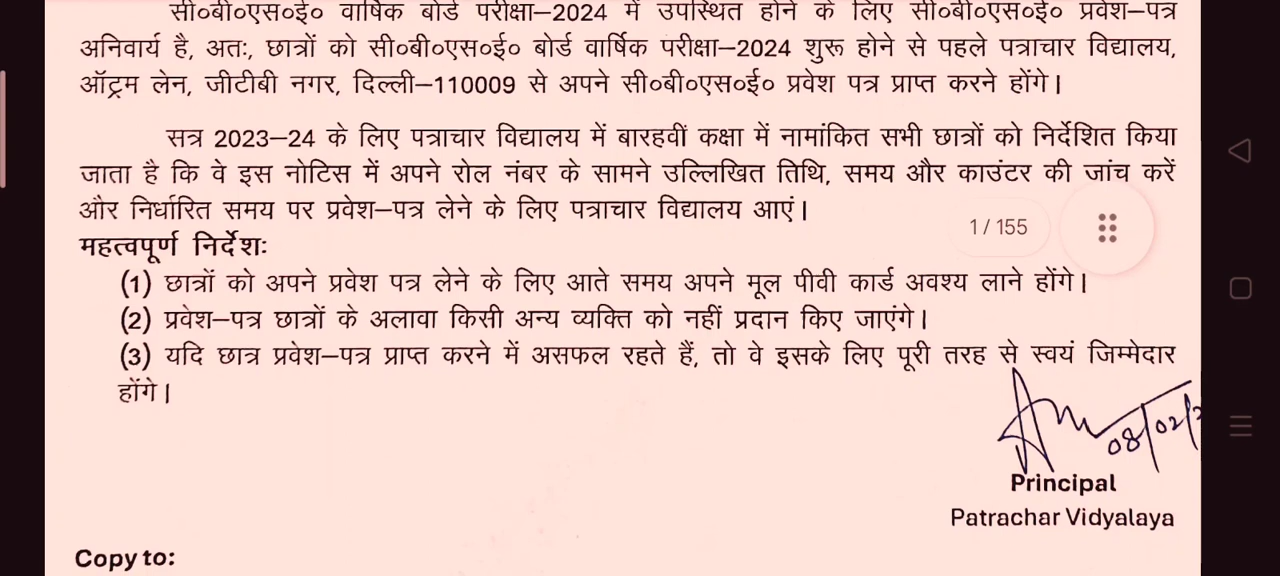 सी०बी०एस०ई० वार्षिक बोर्ड परीक्षा–2024 में उपस्थित होने के लिए सी०बी०एस०ई० प्रवेश–पत्र
अनिवार्य है, अतः, छात्रों को सी०बी०एस०ई० बोर्ड वार्षिक परीक्षा–2024 शुरू होने से पहले पत्राचार विद्यालय,
ऑट्रम लेन, जीटीबी नगर, दिल्ली–110009 से अपने सी०बी०एस०ई० प्रवेश पत्र प्राप्त करने होंगे।
सत्र 2023–24 के लिए पत्राचार विद्यालय में बारहवीं कक्षा में नामांकित सभी छात्रों को निर्देशित किया
जाता है कि वे इस नोटिस में अपने रोल नंबर के सामने उल्लिखित तिथि, समय और काउंटर की जांच करें
और निर्धारित समय पर प्रवेश–पत्र लेने के लिए पत्राचार विद्यालय आएं।
1 / 155
महत्वपूर्ण निर्देशः
(1) छात्रों को अपने प्रवेश पत्र लेने के लिए आते समय अपने मूल पीवी कार्ड अवश्य लाने होंगे।
(2) प्रवेश–पत्र छात्रों के अलावा किसी अन्य व्यक्ति को नहीं प्रदान किए जाएंगे।
(3) यदि छात्र प्रवेश–पत्र प्राप्त करने में असफल रहते हैं, तो वे इसके लिए पूरी तरह से स्वयं जिम्मेदार
होंगे।
08/02/2
Principal
Patrachar Vidyalaya
Copy to: